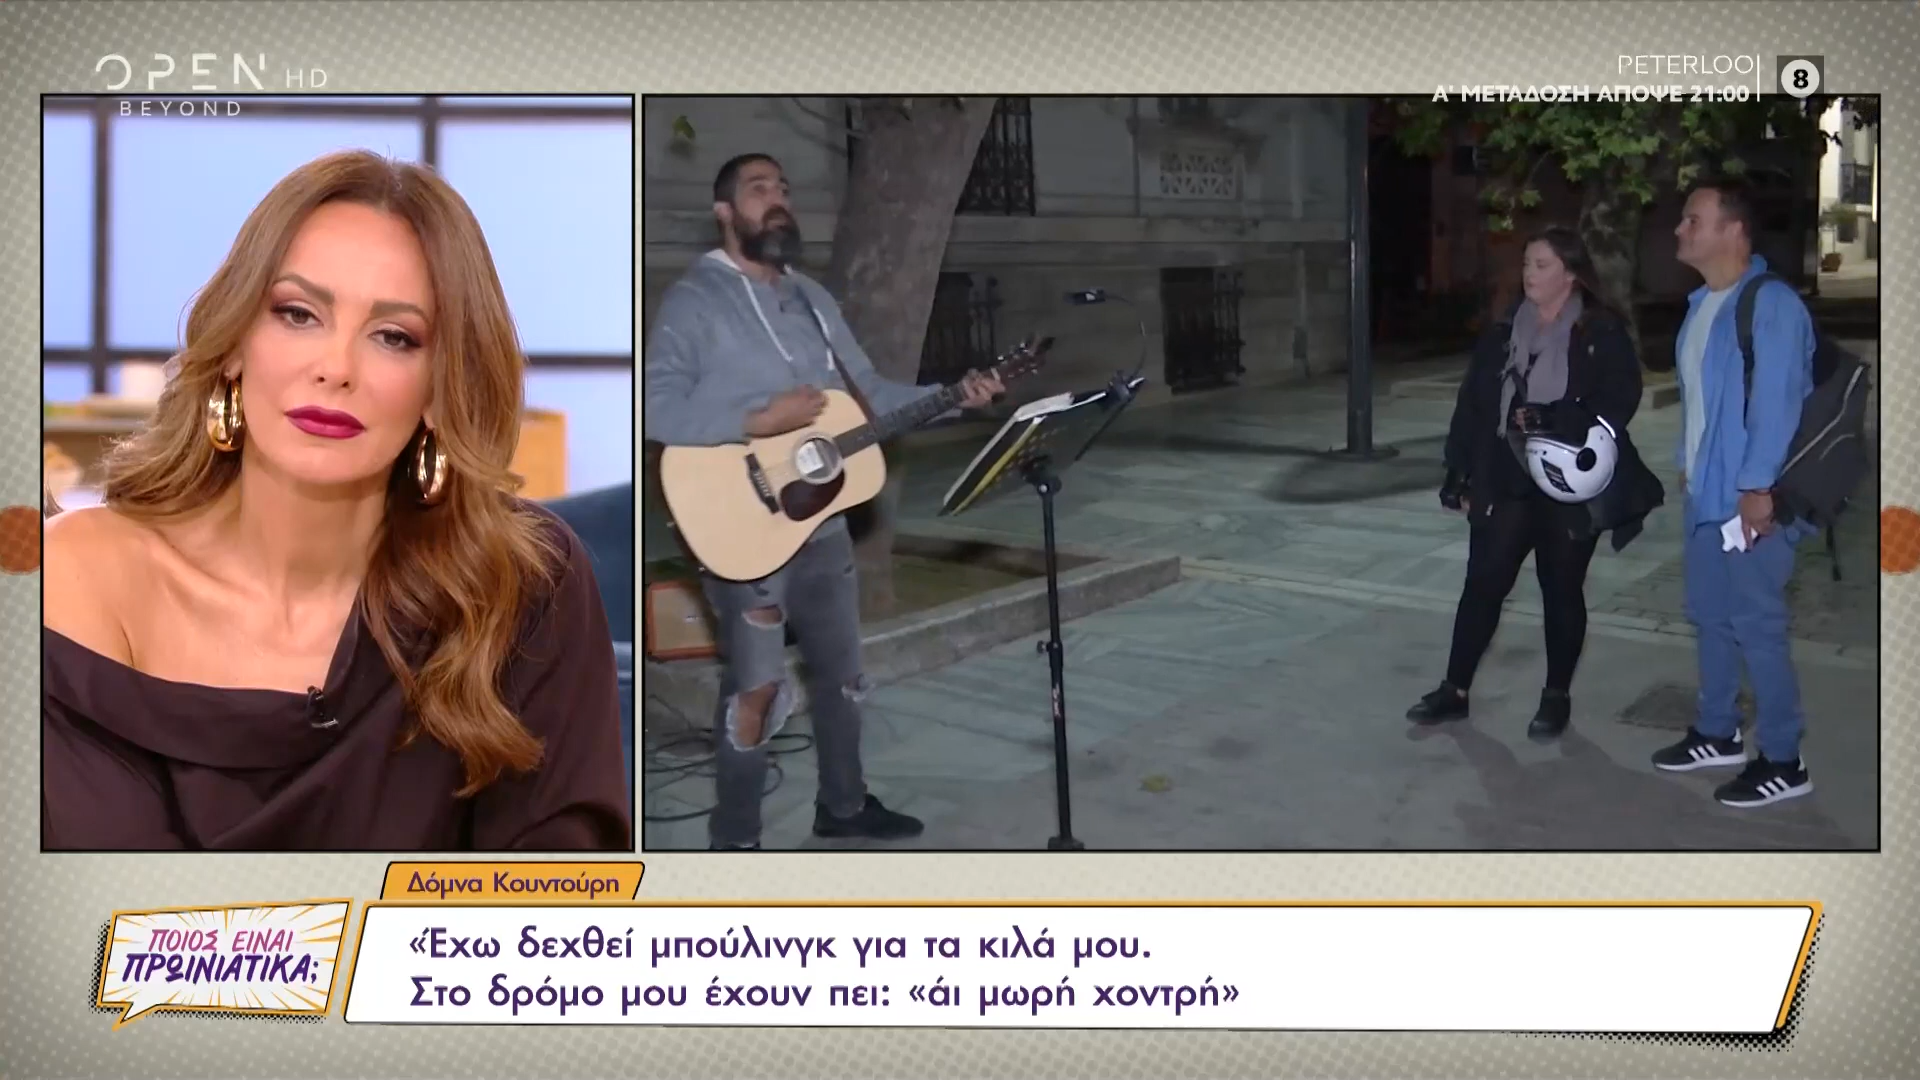 OPEN HD
BEYOND
PETERLOO
Α' ΜΕΤΑΔΟΣΗ ΑΠΟΨΕ 21:00
8
Δόμνα Κουντούρη
ΠΟΙΟΣ ΕΙΝΑΙ
ΠΡΩΙΝΙΑΤΙΚΑ;
«Έχω δεχθεί μπούλινγκ για τα κιλά μου.
Στο δρόμο μου έχουν πει: «άι μωρή χοντρή»